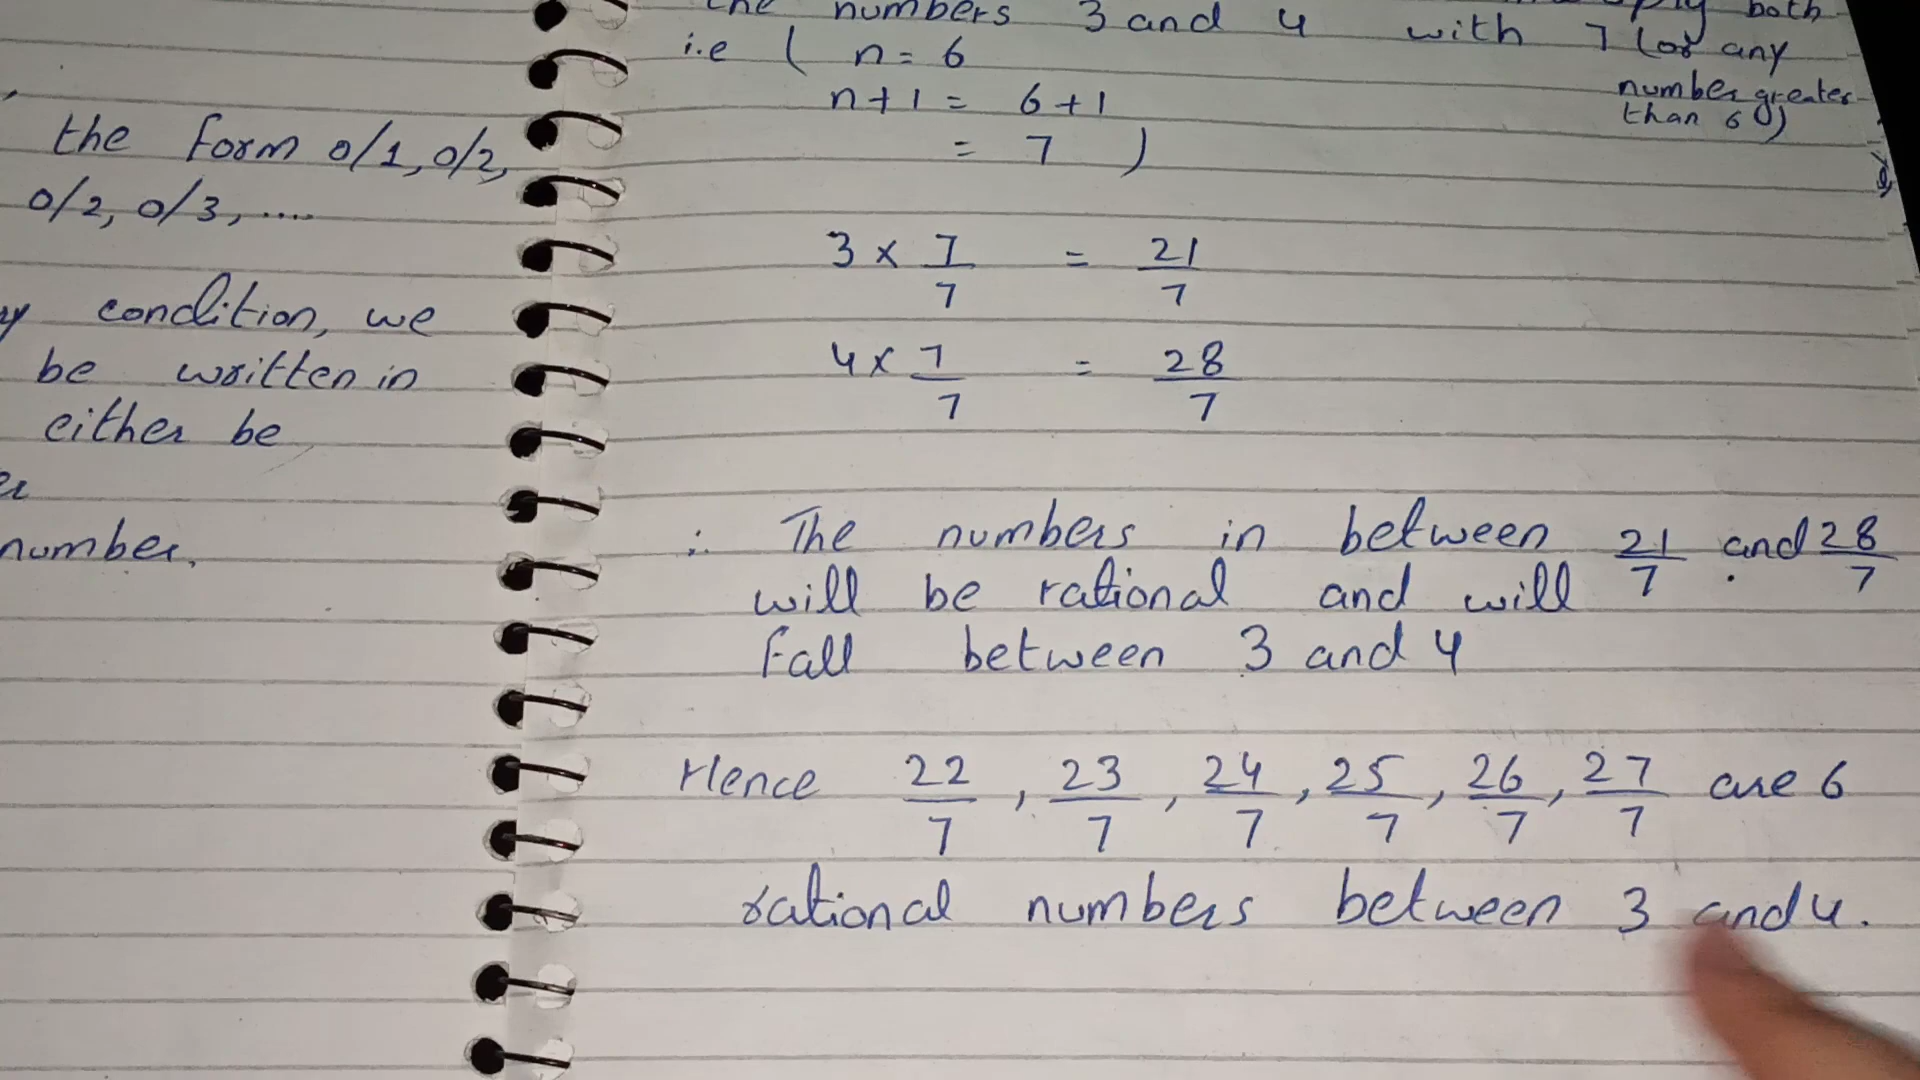 the form 0/1, 0/2,
0/2, 0/3, ....
condition, we
be written in
either be
number.
the numbers 3 and 4 with 7 (or any
both
number greater
than 6)
i.e ( n = 6
n+1 = 6+1
= 7 )
3 × 7/7 = 21/7
4 × 7/7 = 28/7
∴ The numbers in between 21/7 and 28/7
will be rational and will
fall between 3 and 4
Hence 22/7, 23/7, 24/7, 25/7, 26/7, 27/7 are 6
rational numbers between 3 and 4.